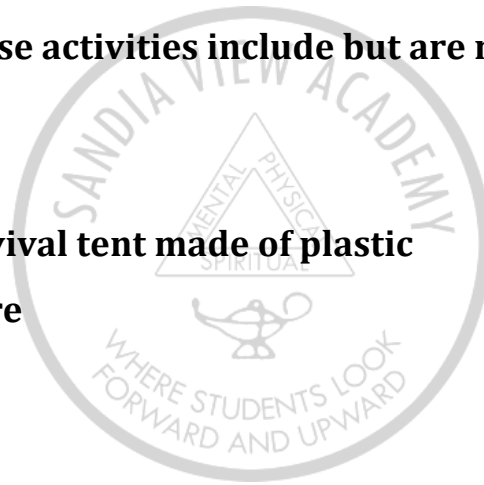 se activities include but are
SANDIA VIEW ACADEMY
MENTAL
PHYSICAL
SPIRITUAL
vival tent made of plastic
re
WHERE STUDENTS LOOK
FORWARD AND UPWARD